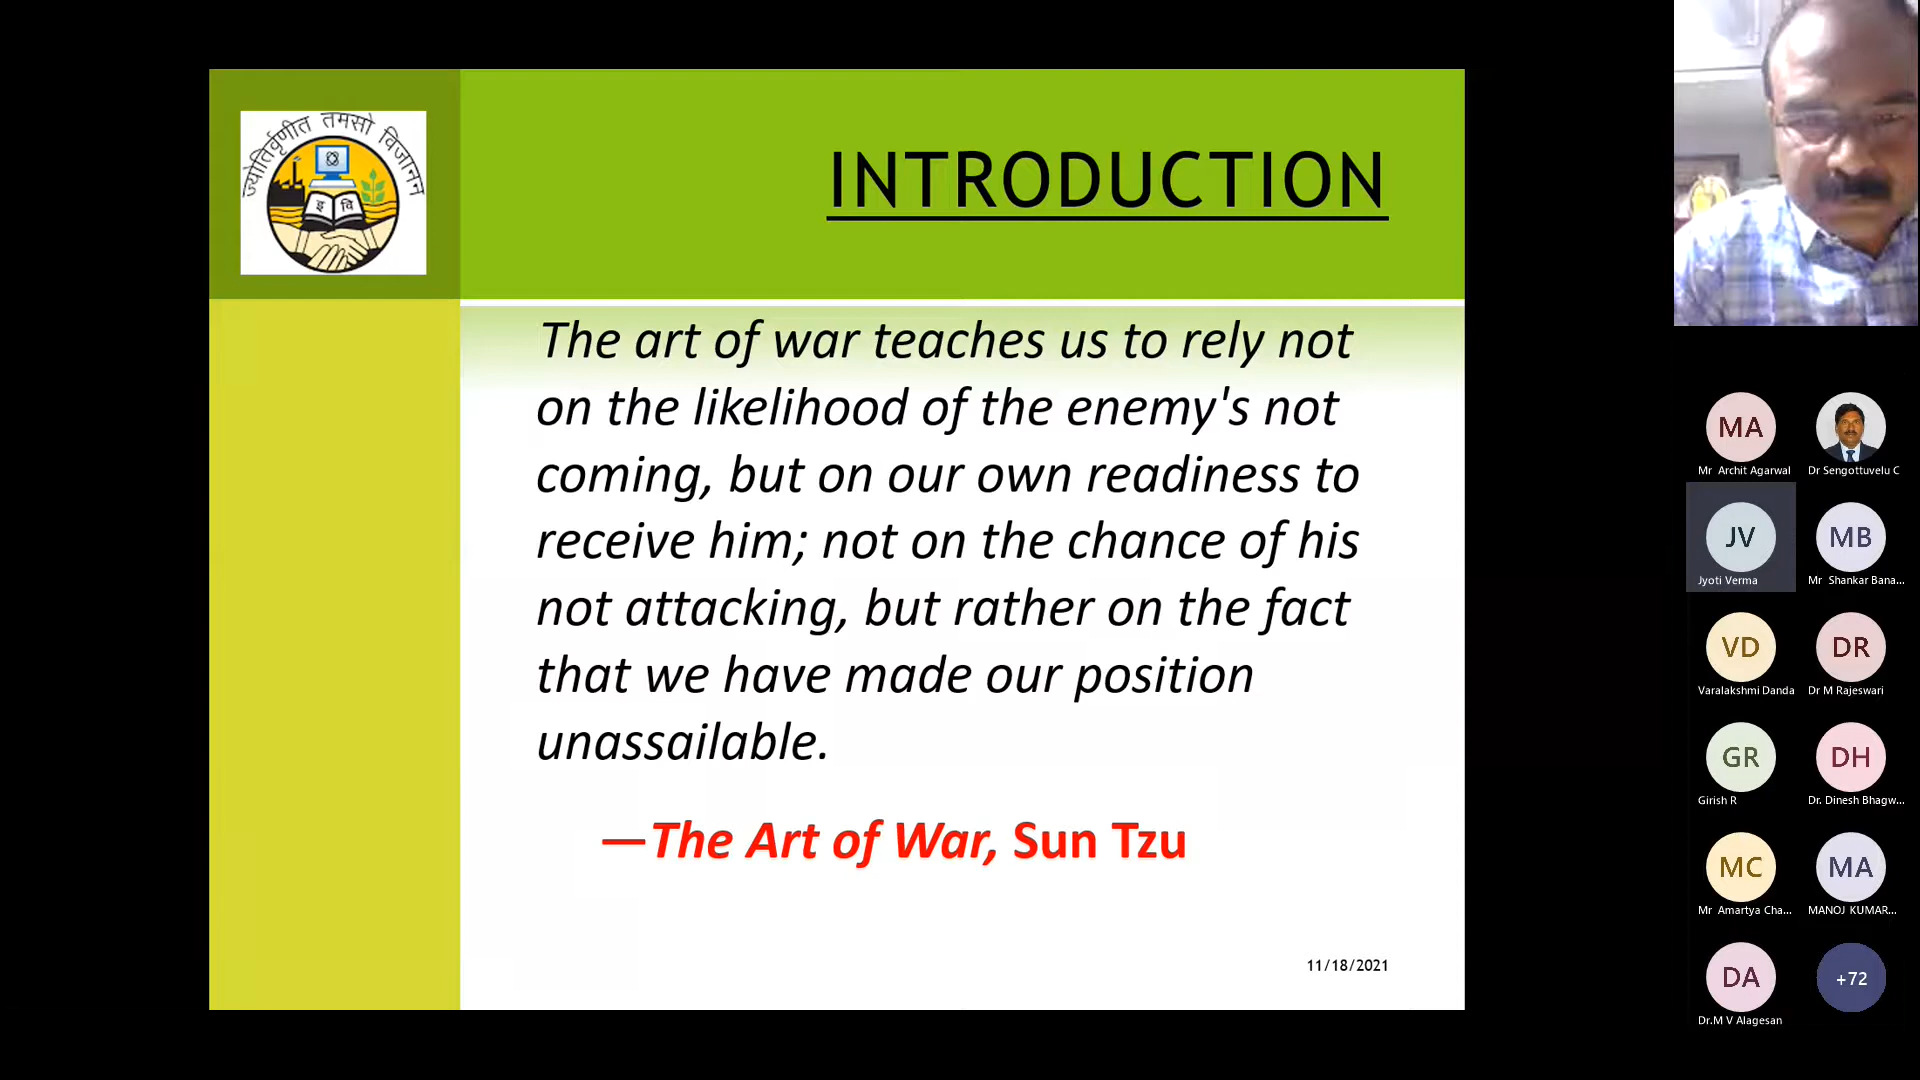 ज्योतिर्वृणीत तमसो विजानन
इ वि
INTRODUCTION
The art of war teaches us to rely not
on the likelihood of the enemy's not
coming, but on our own readiness to
receive him; not on the chance of his
not attacking, but rather on the fact
that we have made our position
unassailable.
—The Art of War, Sun Tzu
11/18/2021
MA
Mr Archit Agarwal
Dr Sengottuvelu C
JV
Jyoti Verma
MB
Mr Shankar Bana...
VD
Varalakshmi Danda
DR
Dr M Rajeswari
GR
Girish R
DH
Dr. Dinesh Bhagw...
MC
Mr Amartya Cha...
MA
MANOJ KUMAR...
DA
Dr.M V Alagesan
+72